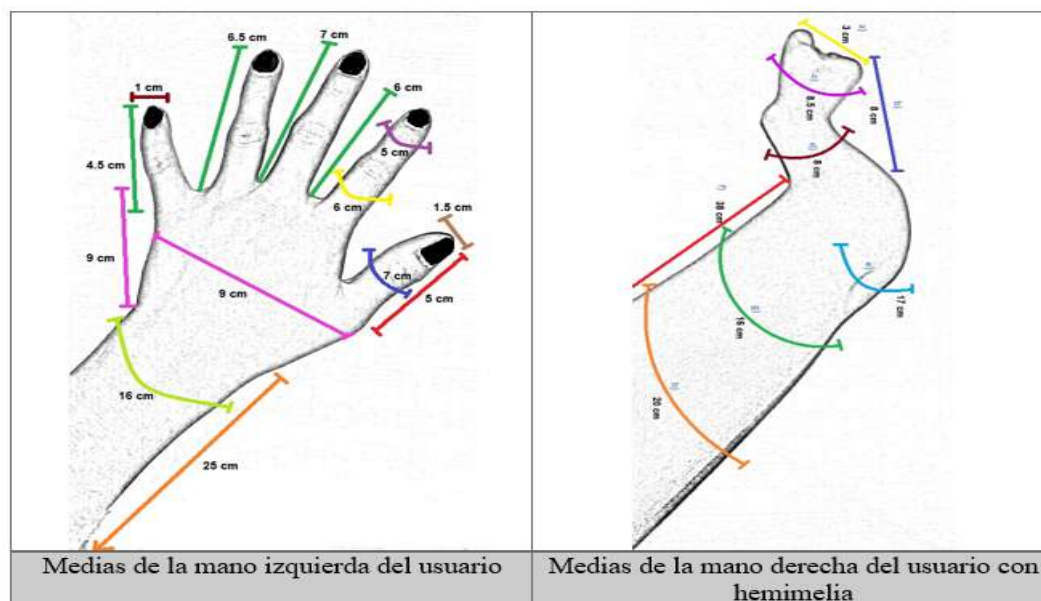 6.5 cm
7 cm
1 cm
6 cm
4.5 cm
5 cm
6 cm
1.5 cm
9 cm
9 cm
7 cm
5 cm
16 cm
25 cm
3 cm
8.5 cm
b)
8 cm
8 cm
f)
38 cm
g)
16 cm
17 cm
h)
20 cm
Medias de la mano izquierda del usuario
Medias de la mano derecha del usuario con
hemimelia